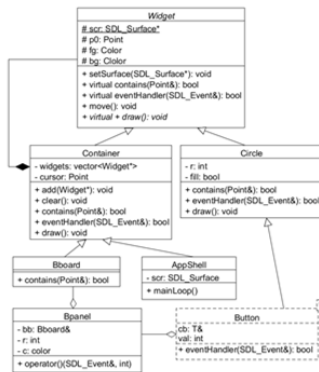 Widget
# scr: SDL_Surface*
# p0: Point
# fg: Color
# bg: Clolor
+ setSurface(SDL_Surface*): void
+ virtual contains(Point&): bool
+ virtual eventHandler(SDL_Event&): bool
+ move(): void
+ virtual + draw(): void
Container
- widgets: vector<Widget*>
- cursor: Point
+ add(Widget*): void
+ clear(): void
+ contains(Point&): bool
+ eventHandler(SDL_Event&): bool
+ draw(): void
Circle
- r: int
- fill: bool
+ contains(Point&): bool
+ eventHandler(SDL_Event&): bool
+ draw(): void
Bboard
+ contains(Point&): bool
AppShell
- scr: SDL_Surface
+ mainLoop()
Bpanel
- bb: Bboard&
- r: int
- c: color
+ operator()(SDL_Event&, int)
Button
cb: T&
val: int
+ eventHandler(SDL_Event&): bool